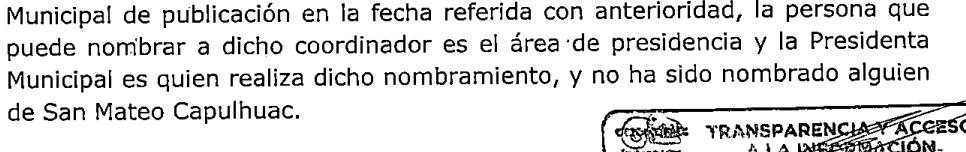 Municipal de publicación en la fecha referida con anterioridad, la persona que
puede nombrar a dicho coordinador es el área de presidencia y la Presidenta
Municipal es quien realiza dicho nombramiento, y no ha sido nombrado alguien
de San Mateo Capulhuac.
TRANSPARENCIA Y ACCESO
A LA INFORMACIÓN